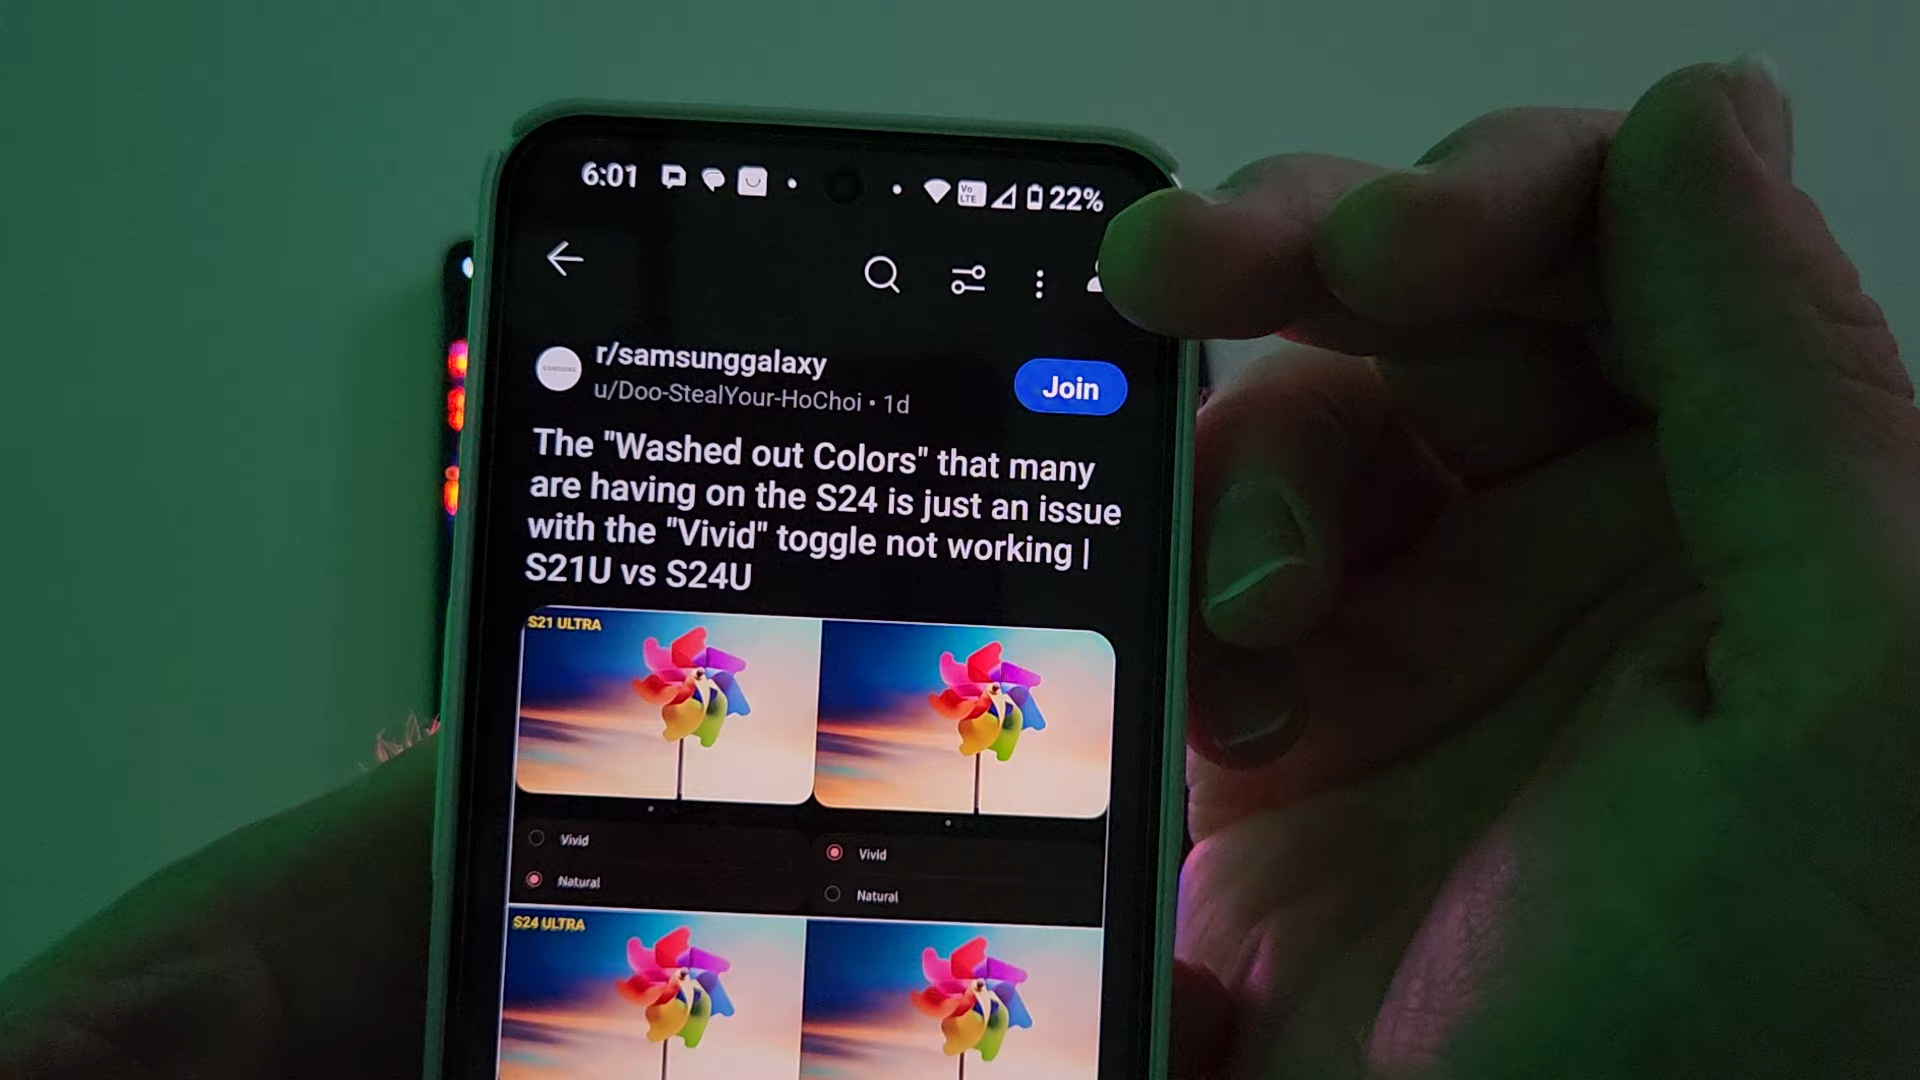 6:01 Vo LTE 22%
r/samsunggalaxy
u/Doo-StealYour-HoChoi • 1d
Join
The "Washed out Colors" that many
are having on the S24 is just an issue
with the "Vivid" toggle not working |
S21U vs S24U
S21 ULTRA
Vivid
Natural
Vivid
Natural
S24 ULTRA